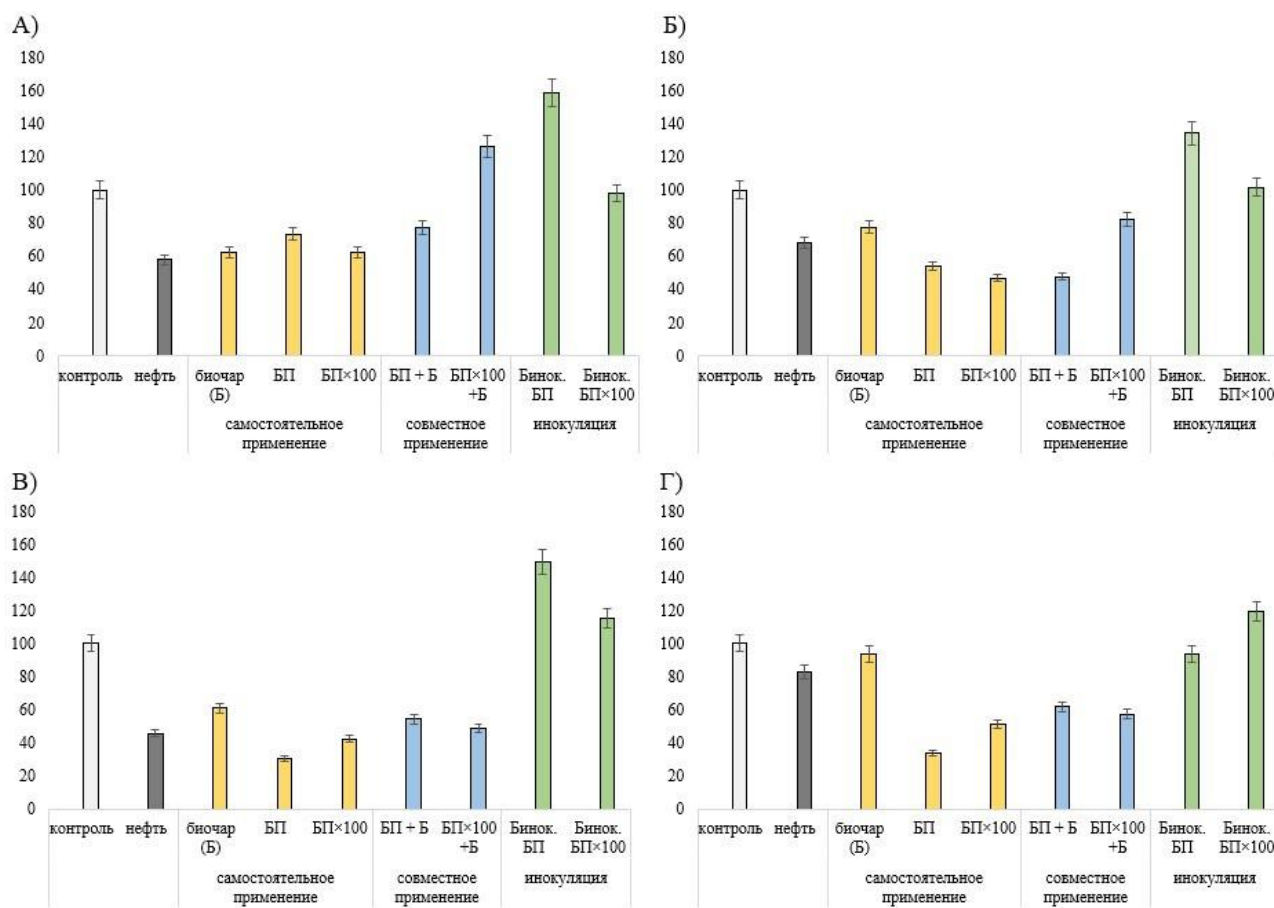 А)
180
160
140
120
100
80
60
40
20
0
контроль нефть биочар БП БП×100 БП + Б БП×100 Бинок. Бинок.
(Б) +Б БП БП×100
самостоятельное совместное инокуляция
применение применение
Б)
180
160
140
120
100
80
60
40
20
0
контроль нефть биочар БП БП×100 БП + Б БП×100 Бинок. Бинок.
(Б) +Б БП БП×100
самостоятельное совместное инокуляция
применение применение
В)
180
160
140
120
100
80
60
40
20
0
контроль нефть биочар БП БП×100 БП + Б БП×100 Бинок. Бинок.
(Б) +Б БП БП×100
самостоятельное совместное инокуляция
применение применение
Г)
180
160
140
120
100
80
60
40
20
0
контроль нефть биочар БП БП×100 БП + Б БП×100 Бинок. Бинок.
(Б) +Б БП БП×100
самостоятельное совместное инокуляция
применение применение